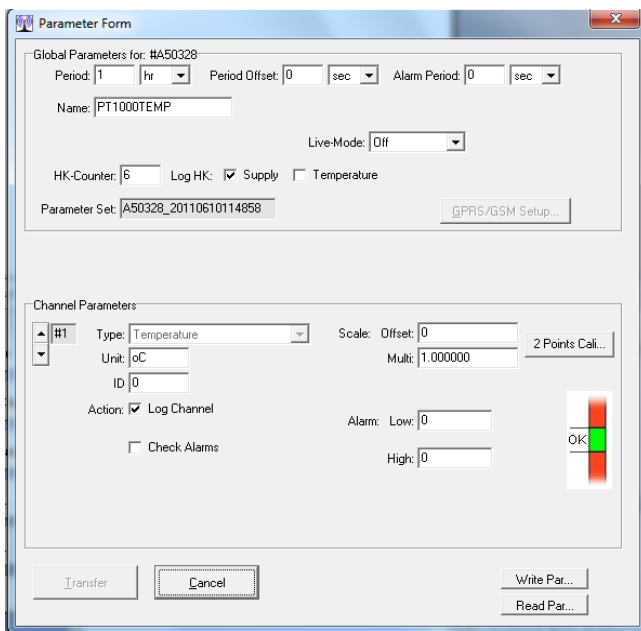 Parameter Form
Global Parameters for: #A50328
Period: 1 hr Period Offset: 0 sec Alarm Period: 0 sec
Name: PT1000TEMP
Live-Mode: Off
HK-Counter: 6 Log HK: Supply Temperature
Parameter Set: A50328_20110610114858 GPRS/GSM Setup...
Channel Parameters
#1 Type: Temperature Scale: Offset: 0 2 Points Cali...
Unit: oC Multi: 1.000000
ID 0
Action: Log Channel Alarm: Low: 0
OK
Check Alarms High: 0
Transfer Cancel Write Par...
Read Par...